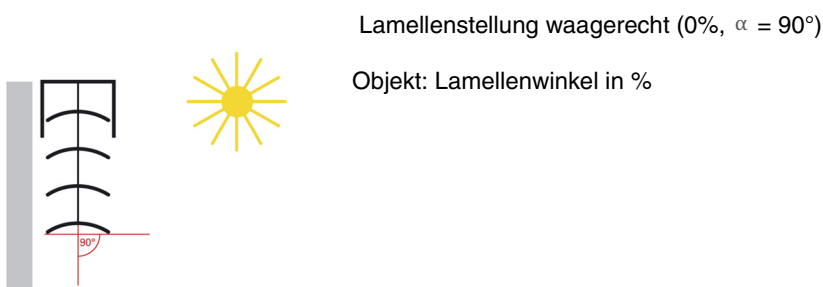 Lamellenstellung waagerecht (0%, α = 90°)
Objekt: Lamellenwinkel in %
90°